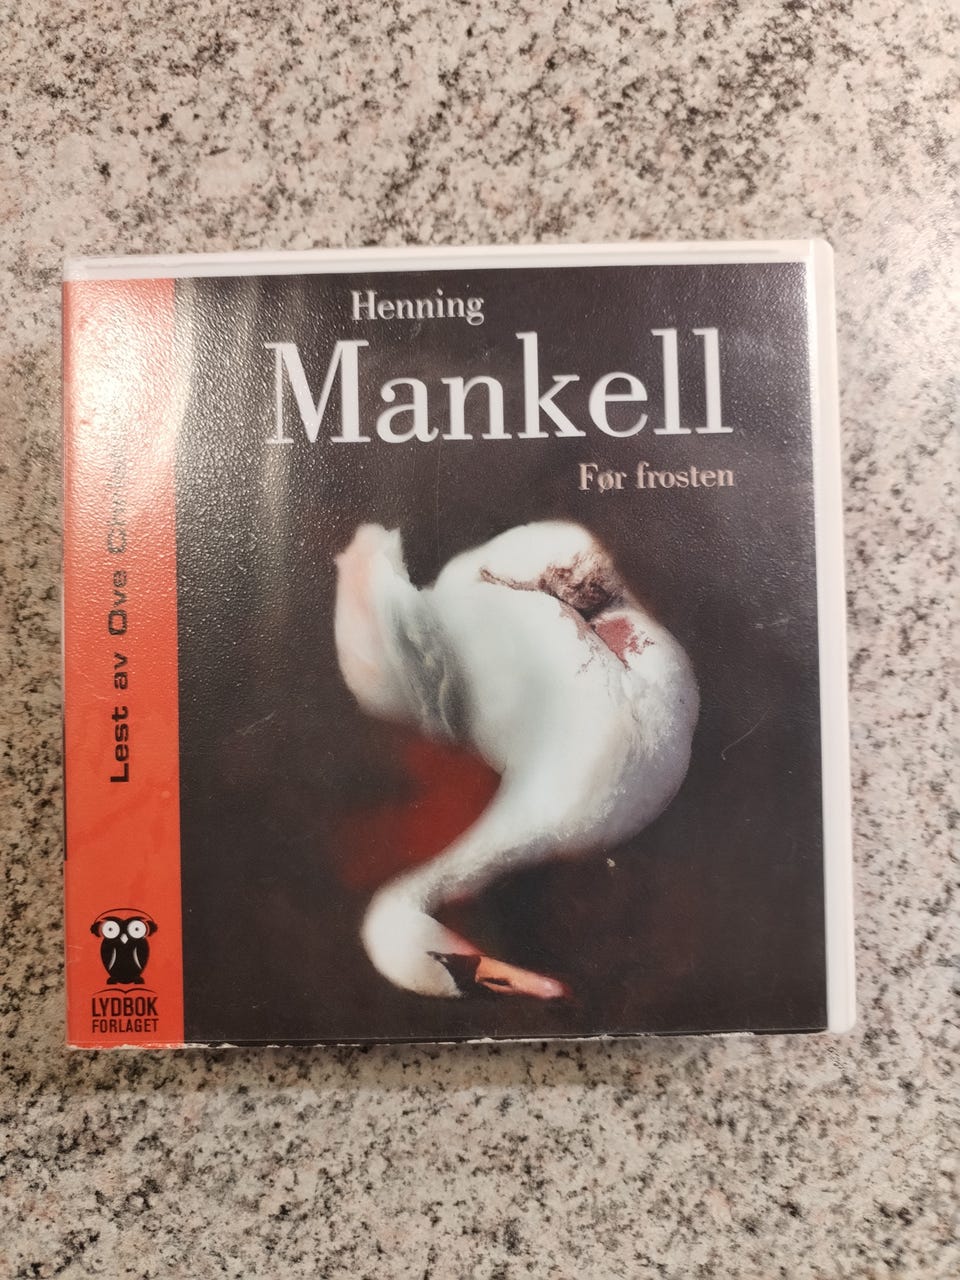 Henning
Mankell
Før frosten
Lest av Ove
LYDBOK
FORLAGET